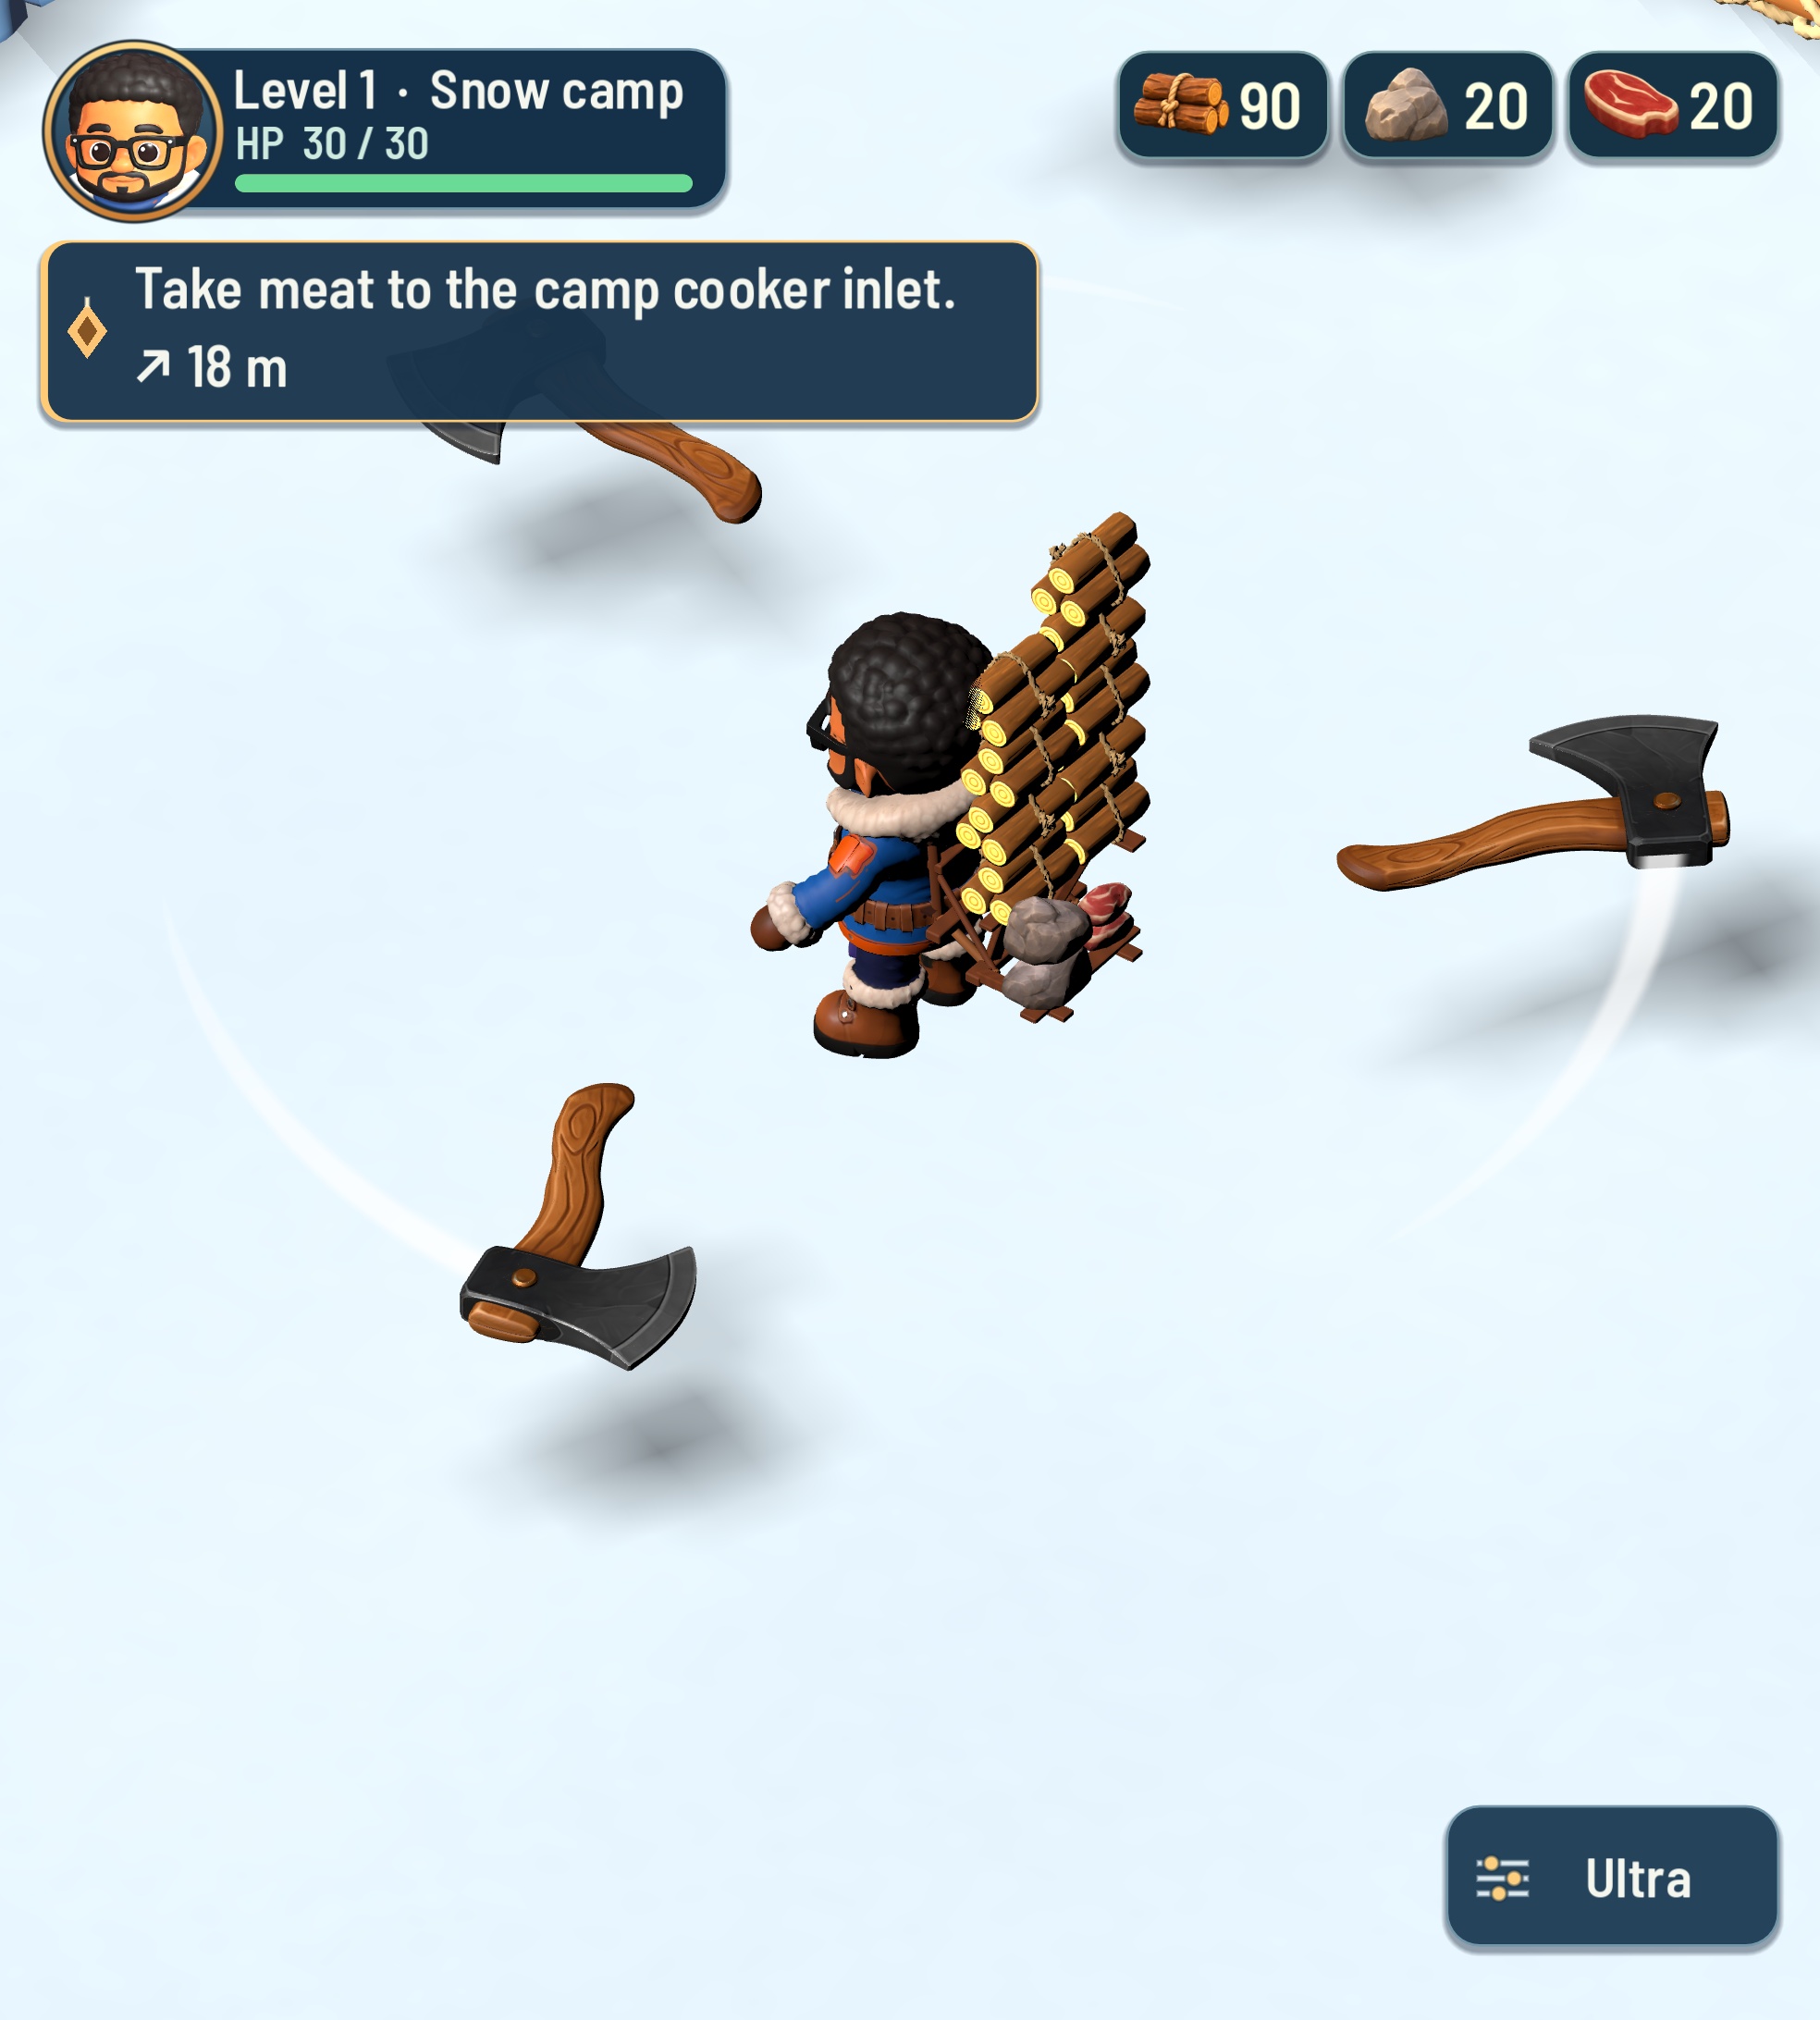 Level 1 · Snow camp
HP 30 / 30
90
20
20
Take meat to the camp cooker inlet.
↗ 18 m
Ultra